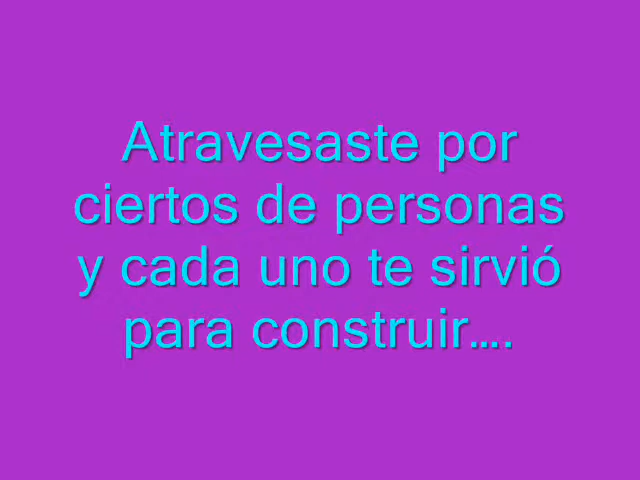 Atravesaste por
ciertos de personas
y cada uno te sirvió
para construir….